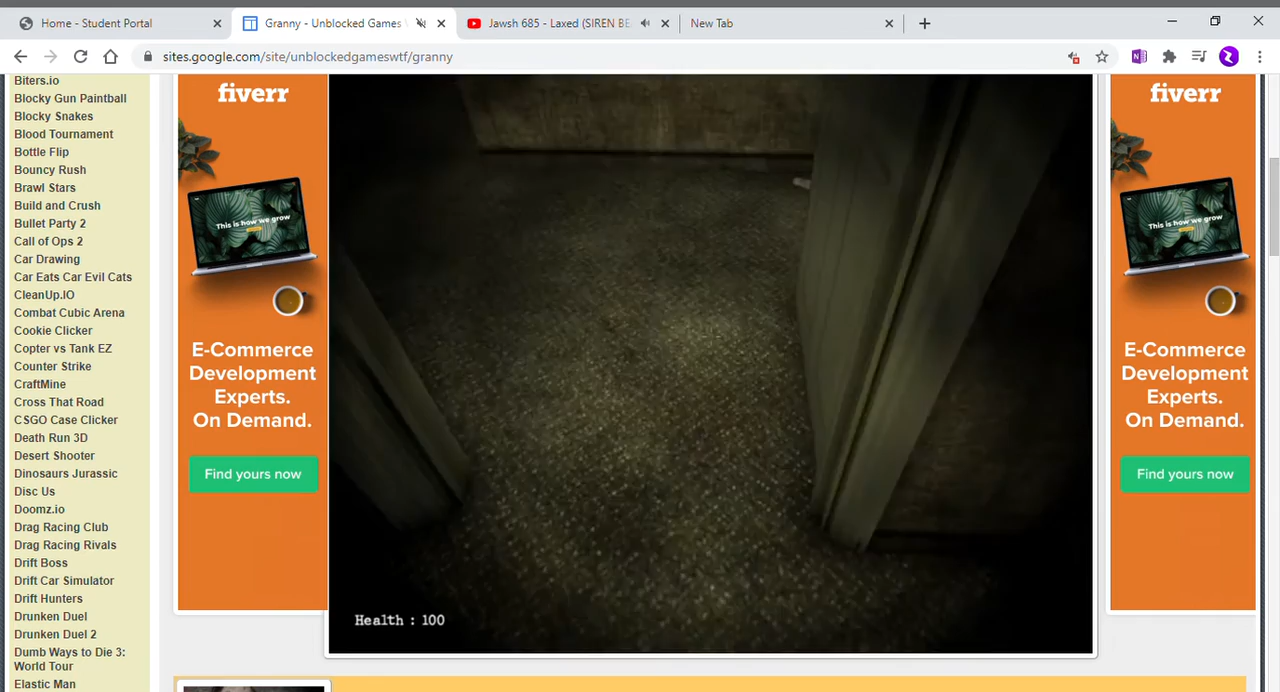 Home - Student Portal
Granny - Unblocked Games
Jawsh 685 - Laxed (SIREN BE
New Tab
sites.google.com/site/unblockedgameswtf/granny
Biters.io
Blocky Gun Paintball
Blocky Snakes
Blood Tournament
Bottle Flip
Bouncy Rush
Brawl Stars
Build and Crush
Bullet Party 2
Call of Ops 2
Car Drawing
Car Eats Car Evil Cats
CleanUp.IO
Combat Cubic Arena
Cookie Clicker
Copter vs Tank EZ
Counter Strike
CraftMine
Cross That Road
CSGO Case Clicker
Death Run 3D
Desert Shooter
Dinosaurs Jurassic
Disc Us
Doomz.io
Drag Racing Club
Drag Racing Rivals
Drift Boss
Drift Car Simulator
Drift Hunters
Drunken Duel
Drunken Duel 2
Dumb Ways to Die 3:
World Tour
Elastic Man
fiverr
This is how we grow
E-Commerce
Development
Experts.
On Demand.
Find yours now
Health : 100
fiverr
This is how we grow
E-Commerce
Development
Experts.
On Demand.
Find yours now